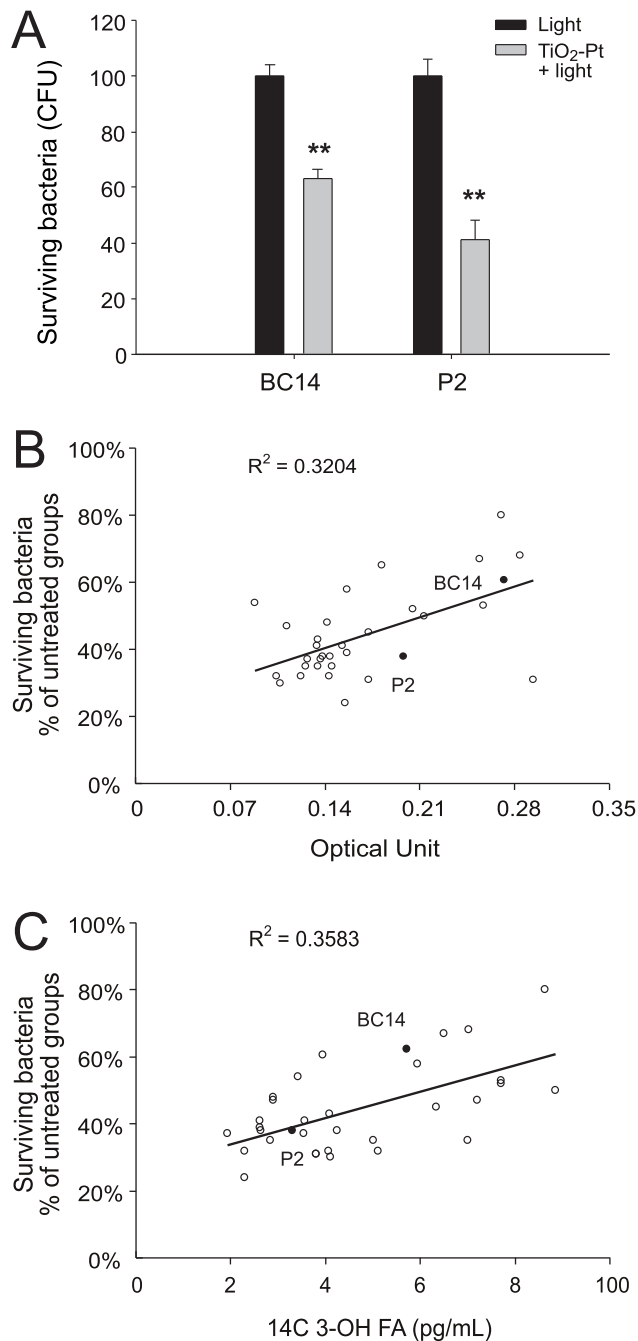 A
Surviving bacteria (CFU)
120
100
80
60
40
20
0
Light
TiO2-Pt
+ light
**
**
BC14
P2
B
Surviving bacteria
% of untreated groups
100%
80%
60%
40%
20%
0%
R2 = 0.3204
BC14
P2
0
0.07
0.14
0.21
0.28
0.35
Optical Unit
C
Surviving bacteria
% of untreated groups
100%
80%
60%
40%
20%
0%
R2 = 0.3583
BC14
P2
0
2
4
6
8
100
14C 3-OH FA (pg/mL)